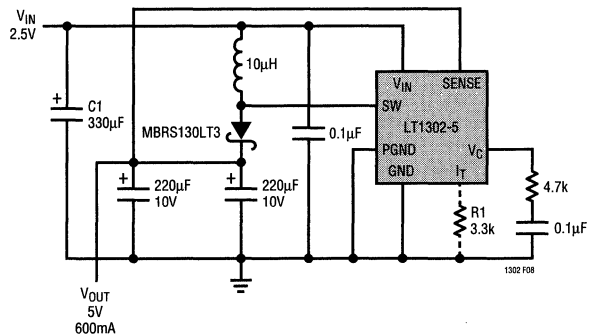 VIN
2.5V
10µH
VIN
SENSE
SW
C1
330µF
MBRS130LT3
0.1µF
LT1302-5
PGND
VC
GND
IT
220µF
10V
220µF
10V
R1
3.3k
4.7k
0.1µF
1302 F08
VOUT
5V
600mA